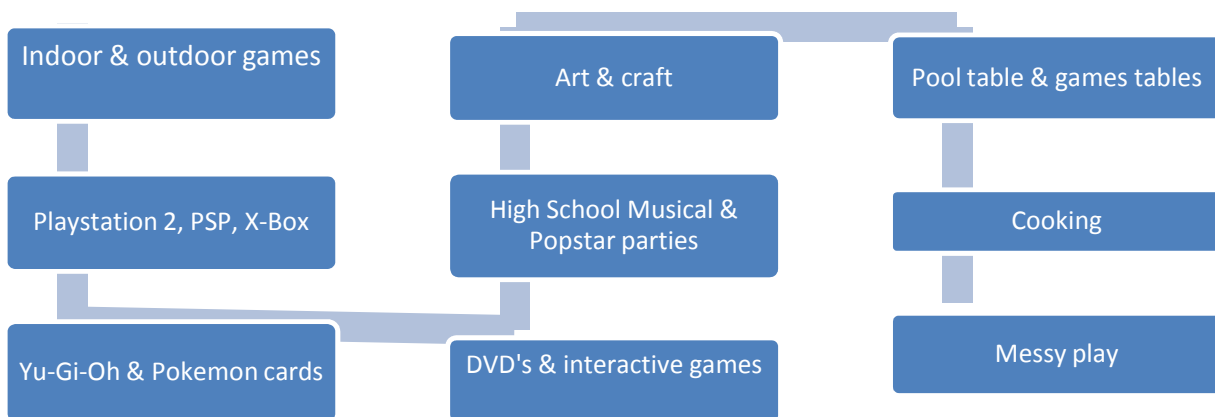 Indoor & outdoor games
Playstation 2, PSP, X-Box
Yu-Gi-Oh & Pokemon cards
DVD's & interactive games
High School Musical &
Popstar parties
Art & craft
Pool table & games tables
Cooking
Messy play